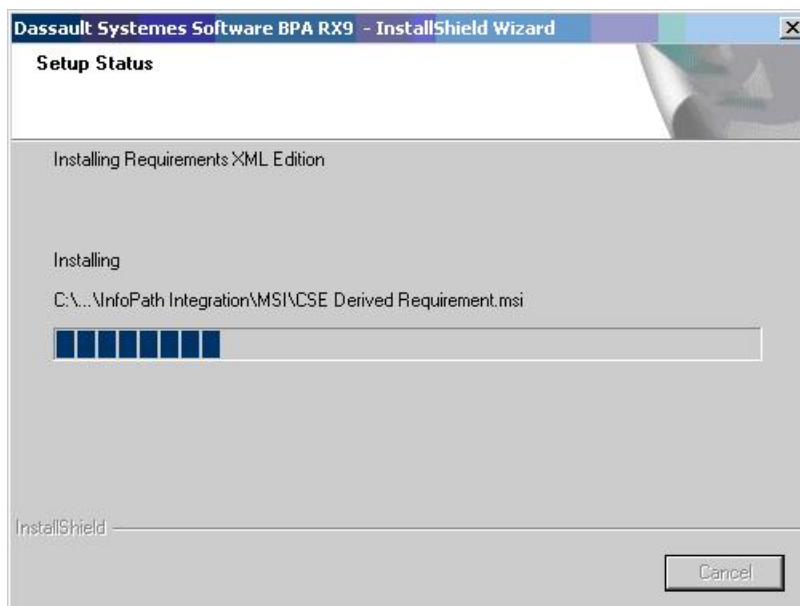 Dassault Systemes Software BPA RX9 - InstallShield Wizard
Setup Status
Installing Requirements XML Edition
Installing
C:\...\InfoPath Integration\MSI\CSE Derived Requirement.msi
InstallShield
Cancel